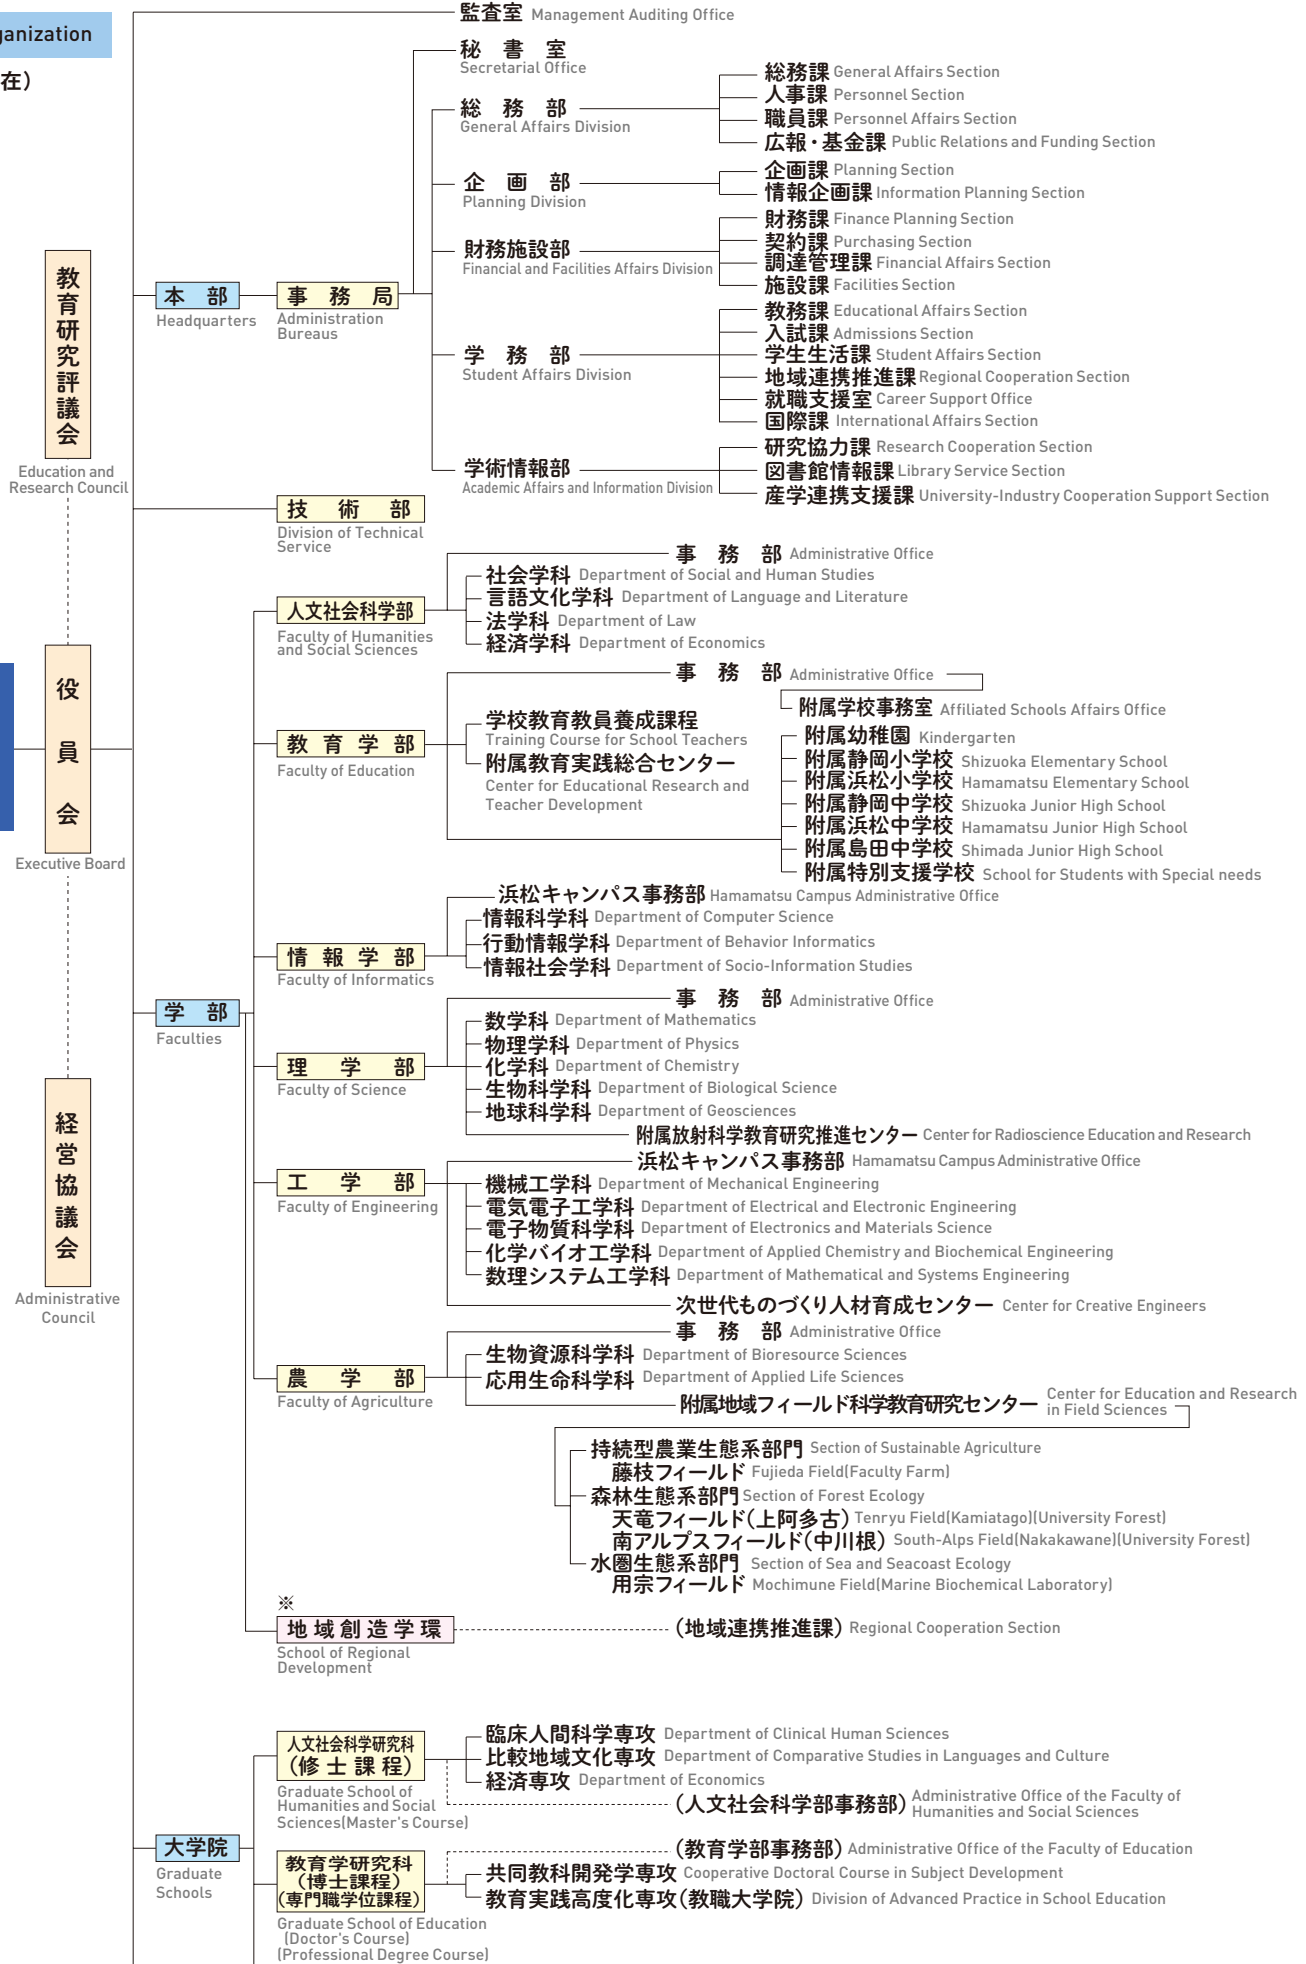 ganization
在）
監査室 Management Auditing Office
教育研究評議会
Education and
Research Council
役員会
Executive Board
経営協議会
Administrative
Council
本部
Headquarters
事務局
Administration
Bureaus
秘書室
Secretarial Office
総務部
General Affairs Division
総務課 General Affairs Section
人事課 Personnel Section
職員課 Personnel Affairs Section
広報・基金課 Public Relations and Funding Section
企画部
Planning Division
企画課 Planning Section
情報企画課 Information Planning Section
財務施設部
Financial and Facilities Affairs Division
財務課 Finance Planning Section
契約課 Purchasing Section
調達管理課 Financial Affairs Section
施設課 Facilities Section
学務部
Student Affairs Division
教務課 Educational Affairs Section
入試課 Admissions Section
学生生活課 Student Affairs Section
地域連携推進課 Regional Cooperation Section
就職支援室 Career Support Office
国際課 International Affairs Section
学術情報部
Academic Affairs and Information Division
研究協力課 Research Cooperation Section
図書館情報課 Library Service Section
産学連携支援課 University-Industry Cooperation Support Section
技術部
Division of Technical
Service
学部
Faculties
人文社会科学部
Faculty of Humanities
and Social Sciences
事務部 Administrative Office
社会学科 Department of Social and Human Studies
言語文化学科 Department of Language and Literature
法学科 Department of Law
経済学科 Department of Economics
教育学部
Faculty of Education
事務部 Administrative Office
附属学校事務室 Affiliated Schools Affairs Office
学校教育教員養成課程
Training Course for School Teachers
附属教育実践総合センター
Center for Educational Research and
Teacher Development
附属幼稚園 Kindergarten
附属静岡小学校 Shizuoka Elementary School
附属浜松小学校 Hamamatsu Elementary School
附属静岡中学校 Shizuoka Junior High School
附属浜松中学校 Hamamatsu Junior High School
附属島田中学校 Shimada Junior High School
附属特別支援学校 School for Students with Special needs
情報学部
Faculty of Informatics
浜松キャンパス事務部 Hamamatsu Campus Administrative Office
情報科学科 Department of Computer Science
行動情報学科 Department of Behavior Informatics
情報社会学科 Department of Socio-Information Studies
理学部
Faculty of Science
事務部 Administrative Office
数学科 Department of Mathematics
物理学科 Department of Physics
化学科 Department of Chemistry
生物科学科 Department of Biological Science
地球科学科 Department of Geosciences
附属放射科学教育研究推進センター Center for Radioscience Education and Research
工学部
Faculty of Engineering
浜松キャンパス事務部 Hamamatsu Campus Administrative Office
機械工学科 Department of Mechanical Engineering
電気電子工学科 Department of Electrical and Electronic Engineering
電子物質科学科 Department of Electronics and Materials Science
化学バイオ工学科 Department of Applied Chemistry and Biochemical Engineering
数理システム工学科 Department of Mathematical and Systems Engineering
次世代ものづくり人材育成センター Center for Creative Engineers
農学部
Faculty of Agriculture
事務部 Administrative Office
生物資源科学科 Department of Bioresource Sciences
応用生命科学科 Department of Applied Life Sciences
附属地域フィールド科学教育研究センター Center for Education and Research
in Field Sciences
持続型農業生態系部門 Section of Sustainable Agriculture
藤枝フィールド Fujieda Field(Faculty Farm)
森林生態系部門 Section of Forest Ecology
天竜フィールド（上阿多古） Tenryu Field(Kamiatago)(University Forest)
南アルプスフィールド（中川根） South-Alps Field(Nakakawane)(University Forest)
水圏生態系部門 Section of Sea and Seacoast Ecology
用宗フィールド Mochimune Field(Marine Biochemical Laboratory)
※
地域創造学環
School of Regional
Development
（地域連携推進課） Regional Cooperation Section
大学院
Graduate
Schools
人文社会科学研究科
（修士課程）
Graduate School of
Humanities and Social
Sciences(Master's Course)
臨床人間科学専攻 Department of Clinical Human Sciences
比較地域文化専攻 Department of Comparative Studies in Languages and Culture
経済専攻 Department of Economics
（人文社会科学部事務部） Administrative Office of the Faculty of
Humanities and Social Sciences
教育学研究科
（博士課程）
（専門職学位課程）
Graduate School of Education
(Doctor's Course)
(Professional Degree Course)
（教育学部事務部） Administrative Office of the Faculty of Education
共同教科開発学専攻 Cooperative Doctoral Course in Subject Development
教育実践高度化専攻（教職大学院） Division of Advanced Practice in School Education